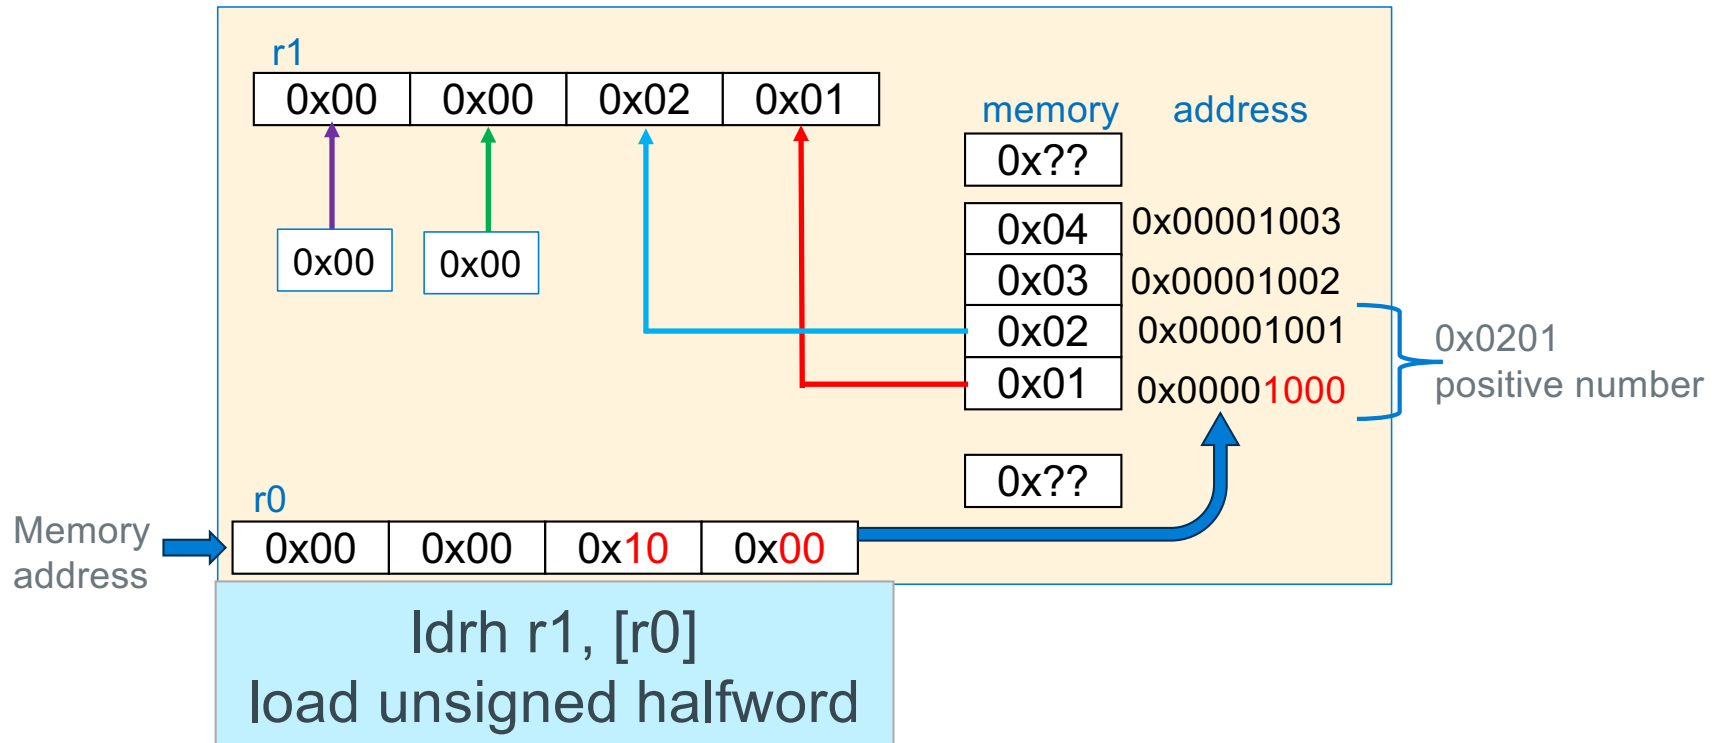 r1
0x00 0x00 0x02 0x01
memory address
0x??
0x04 0x00001003
0x00 0x00
0x03 0x00001002
0x02 0x00001001
0x01 0x00001000
0x0201
positive number
0x??
r0
Memory
address
0x00 0x00 0x10 0x00
ldrh r1, [r0]
load unsigned halfword